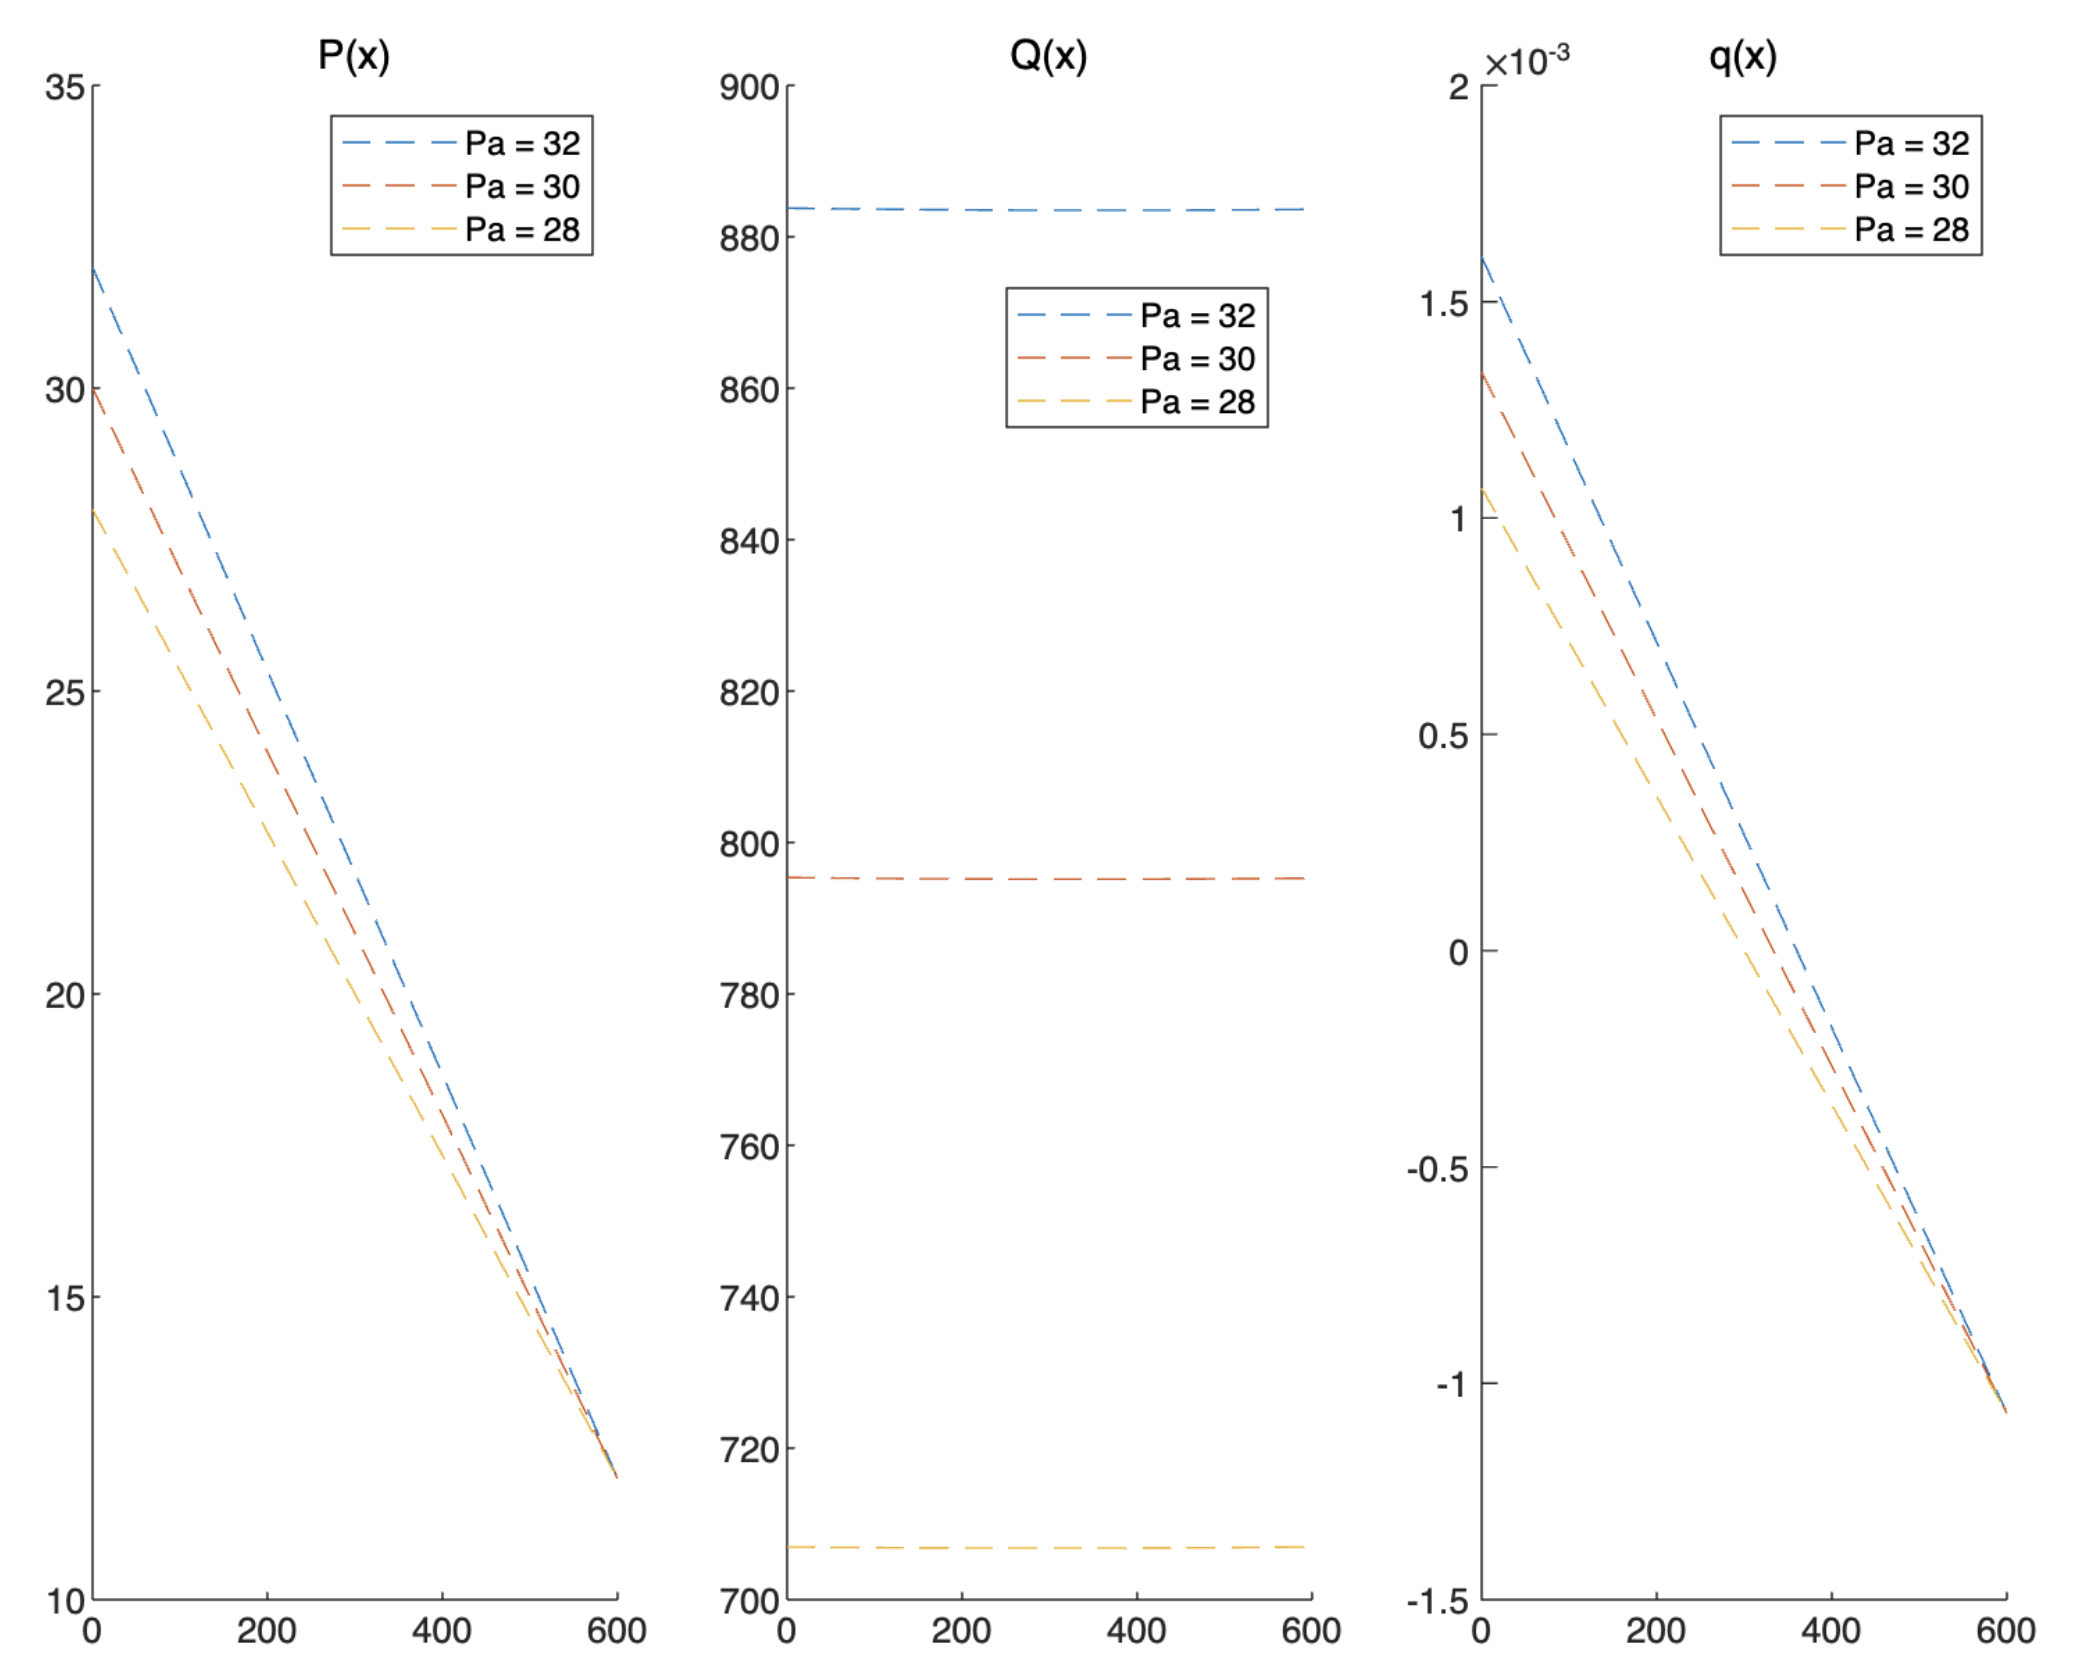 P(x)
35
30
25
20
15
10
0 200 400 600
Pa = 32
Pa = 30
Pa = 28
Q(x)
900
880
860
840
820
800
780
760
740
720
700
0 200 400 600
Pa = 32
Pa = 30
Pa = 28
q(x)
×10⁻³
2
1.5
1
0.5
0
-0.5
-1
-1.5
0 200 400 600
Pa = 32
Pa = 30
Pa = 28